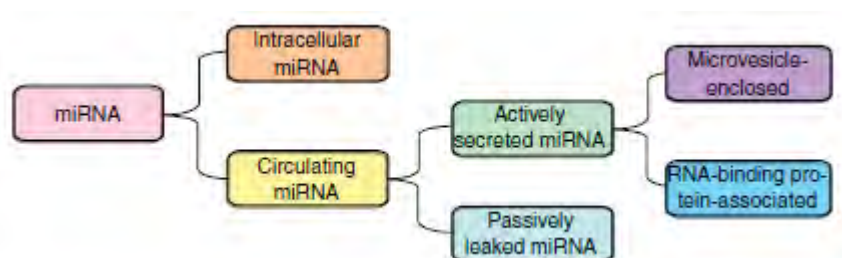 miRNA
Intracellular
miRNA
Circulating
miRNA
Actively
secreted miRNA
Passively
leaked miRNA
Microvesicle-
enclosed
RNA-binding pro-
tein-associated